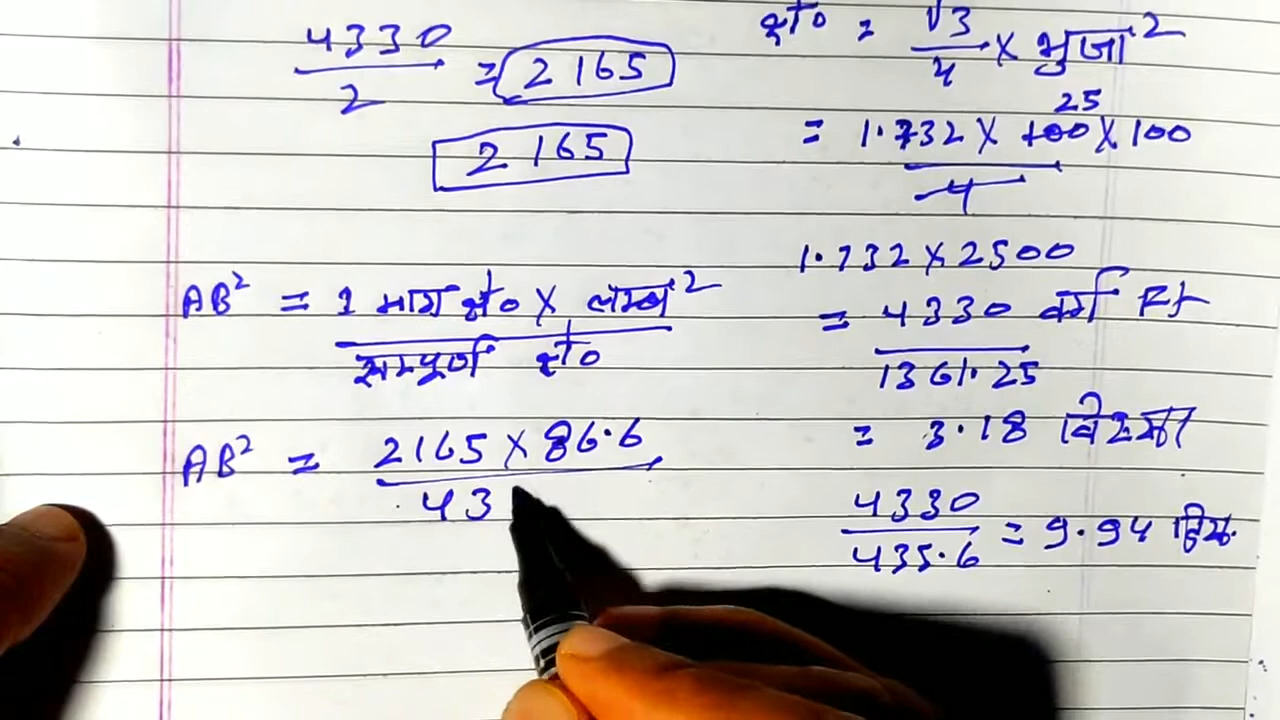 4330/2 = 2165
2165
AB² = 1 भाग क्षे० × लम्ब² / सम्पूर्ण क्षे०
AB² = 2165 × 86.6 / 43
क्षे० = √3/4 × भुजा²
25
= 1.732 × 100 × 100 / 4
1.732 × 2500
= 4330 वर्ग Ft
1361.25
= 3.18 विस्वा
4330/435.6 = 9.94